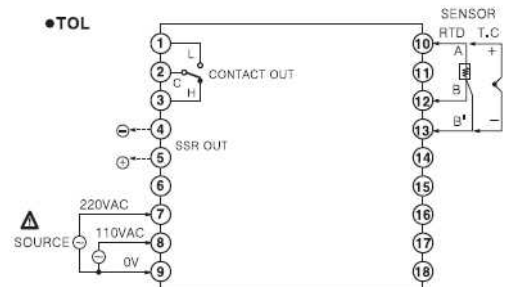 ●TOL
SENSOR
RTD T.C
1 10
L A +
2 11
C CONTACT OUT
H B
3 12
B' -
4 13
⊖
SSR OUT
5 14
⊕
6 15
220VAC
7 16
SOURCE
110VAC
8 17
0V
9 18